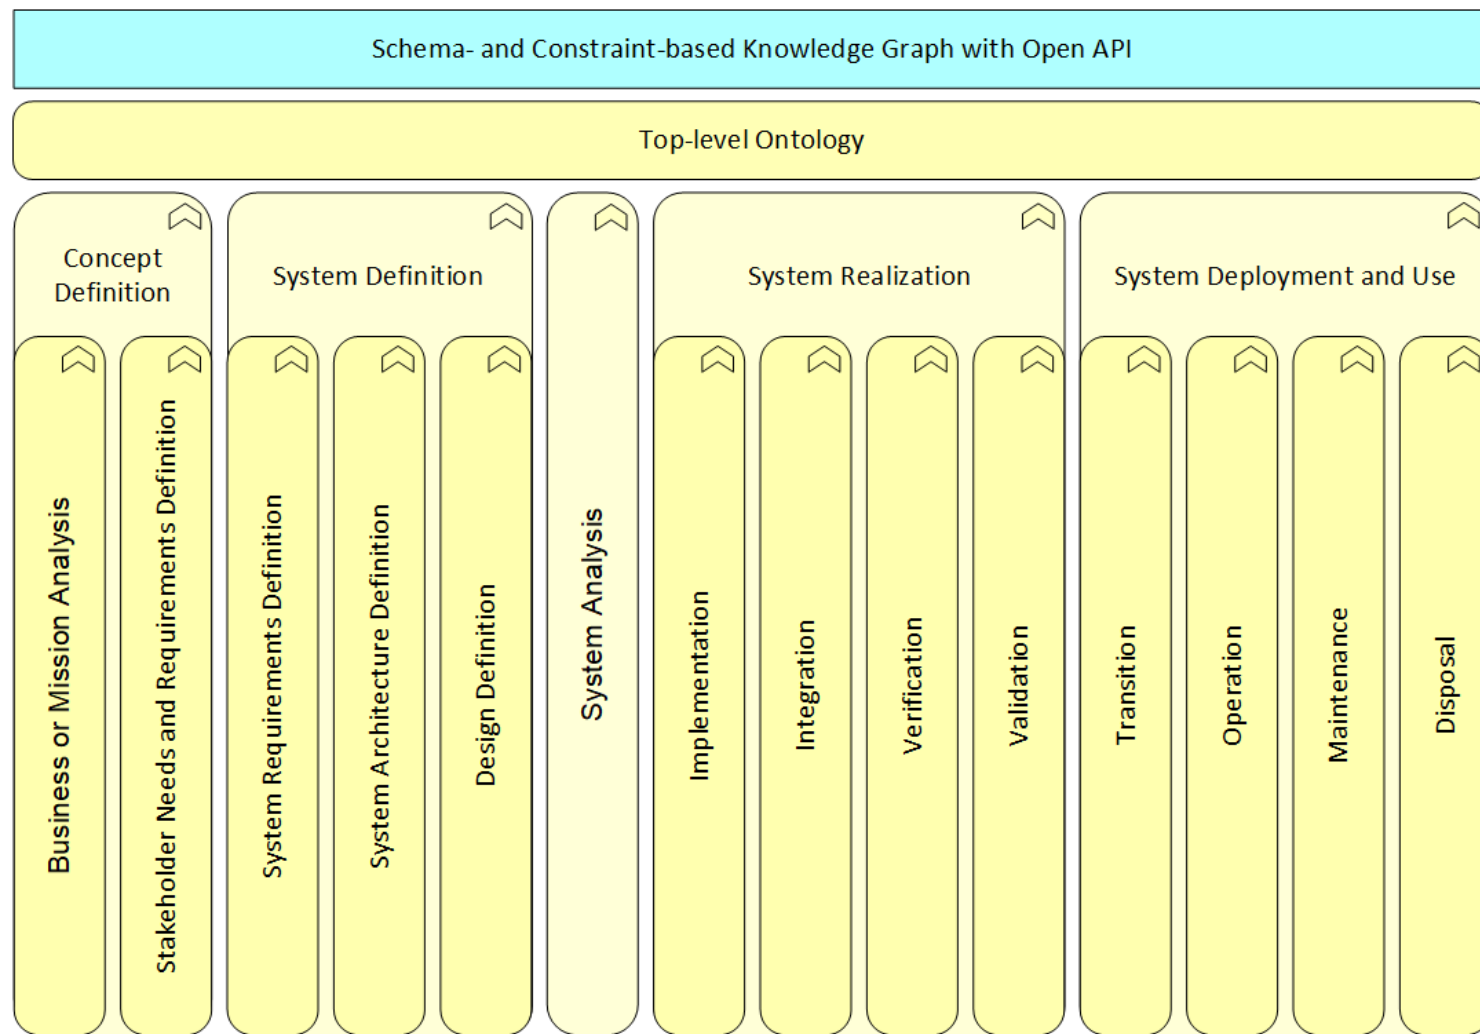 Schema- and Constraint-based Knowledge Graph with Open API
Top-level Ontology
Concept
Definition
System Definition
System Realization
System Deployment and Use
Business or Mission Analysis
Stakeholder Needs and Requirements Definition
System Requirements Definition
System Architecture Definition
Design Definition
System Analysis
Implementation
Integration
Verification
Validation
Transition
Operation
Maintenance
Disposal